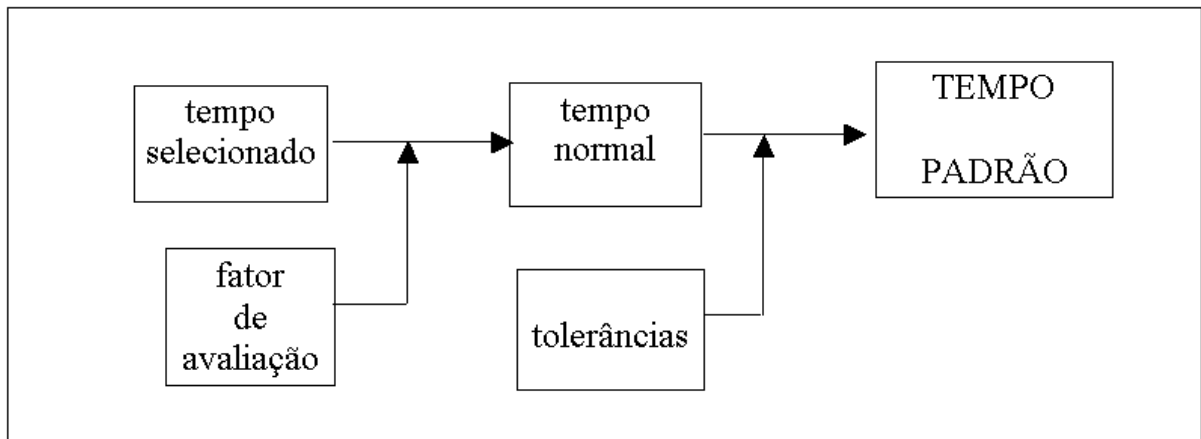 tempo
selecionado
tempo
normal
TEMPO
PADRÃO
fator
de
avaliação
tolerâncias